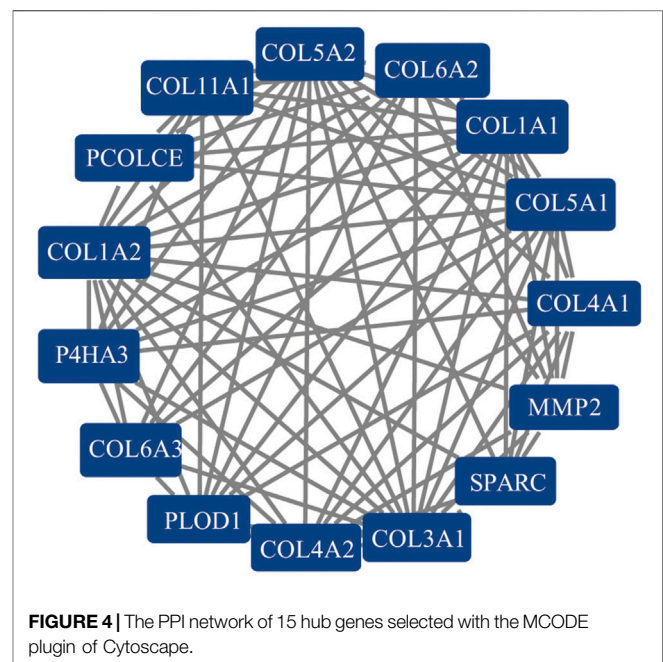 COL5A2
COL6A2
COL11A1
COL1A1
PCOLCE
COL5A1
COL1A2
COL4A1
P4HA3
MMP2
COL6A3
SPARC
PLOD1
COL4A2
COL3A1
FIGURE 4 | The PPI network of 15 hub genes selected with the MCODE
plugin of Cytoscape.